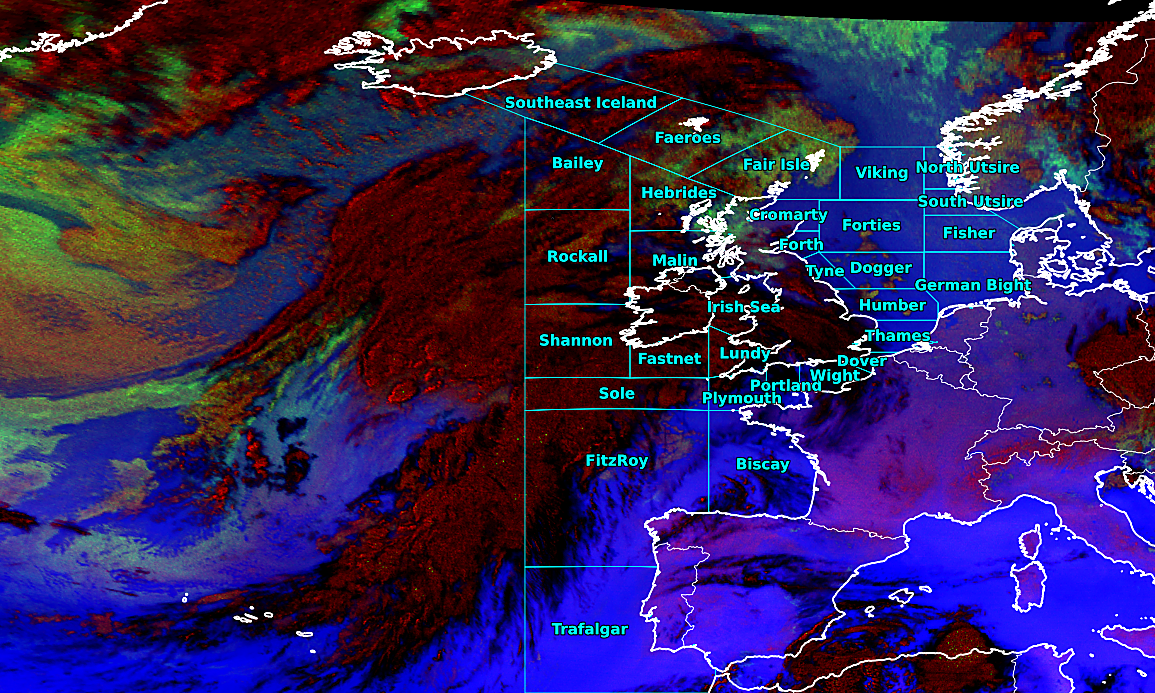 Southeast Iceland
Faeroes
Bailey
Fair Isle
Viking
North Utsire
Hebrides
South Utsire
Cromarty
Forties
Fisher
Forth
Rockall
Malin
Tyne
Dogger
German Bight
Irish Sea
Humber
Shannon
Thames
Fastnet
Lundy
Dover
Wight
Portland
Sole
Plymouth
FitzRoy
Biscay
Trafalgar